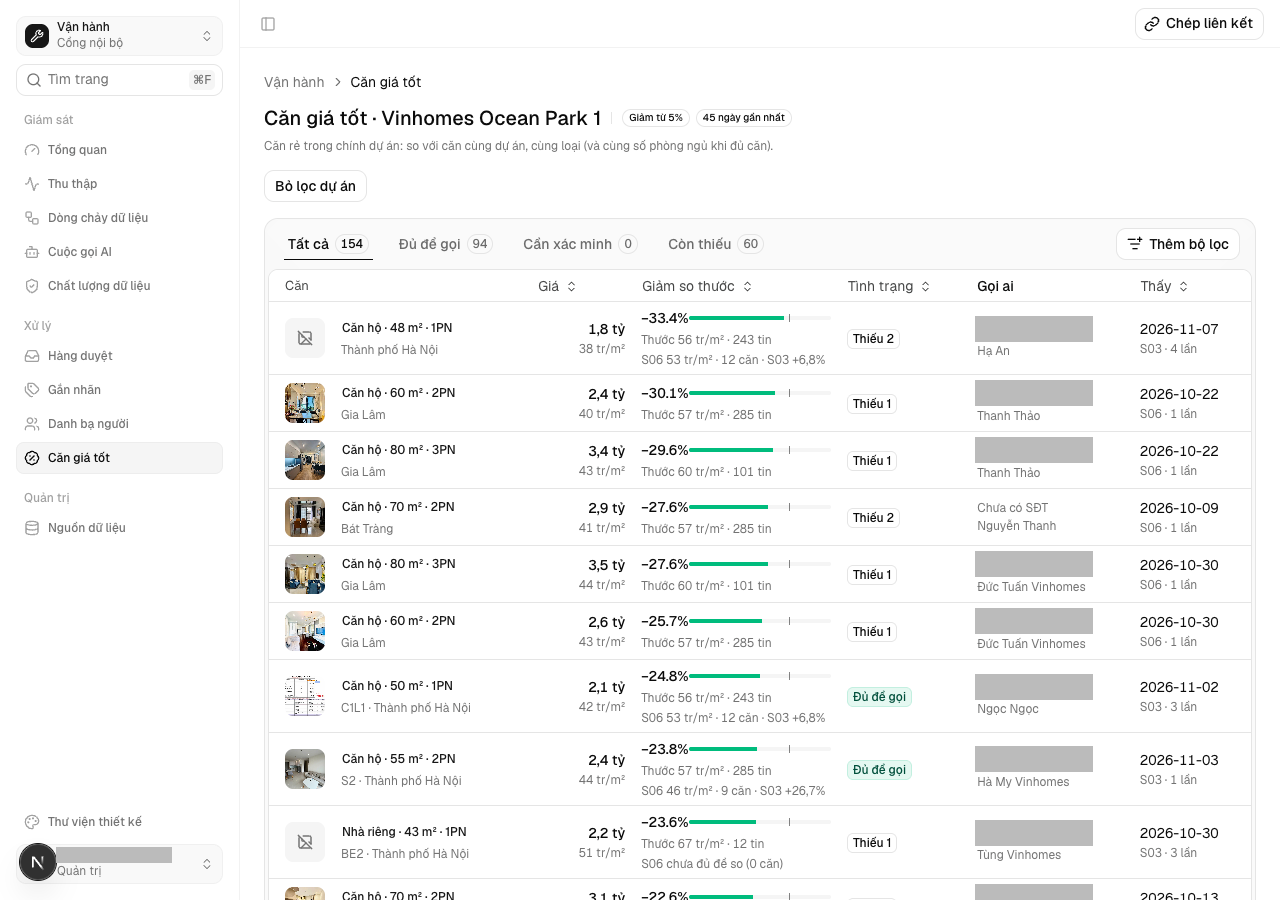 Vận hành
Cổng nội bộ
Tìm trang
⌘F
Giám sát
Tổng quan
Thu thập
Dòng chảy dữ liệu
Cuộc gọi AI
Chất lượng dữ liệu
Xử lý
Hàng duyệt
Gắn nhãn
Danh bạ người
Căn giá tốt
Quản trị
Nguồn dữ liệu
Thư viện thiết kế
N
Quản trị
Chép liên kết
Vận hành > Căn giá tốt
Căn giá tốt · Vinhomes Ocean Park 1
Giảm từ 5%
45 ngày gần nhất
Căn rẻ trong chính dự án: so với căn cùng dự án, cùng loại (và cùng số phòng ngủ khi đủ căn).
Bỏ lọc dự án
Tất cả 154
Đủ để gọi 94
Cần xác minh 0
Còn thiếu 60
Thêm bộ lọc
Căn
Giá
Giảm so thước
Tình trạng
Gọi ai
Thấy
Căn hộ · 48 m² · 1PN
Thành phố Hà Nội
1,8 tỷ
38 tr/m²
−33.4%
Thước 56 tr/m² · 243 tin
S06 53 tr/m² · 12 căn · S03 +6,8%
Thiếu 2
Hạ An
2026-11-07
S03 · 4 lần
Căn hộ · 60 m² · 2PN
Gia Lâm
2,4 tỷ
40 tr/m²
−30.1%
Thước 57 tr/m² · 285 tin
Thiếu 1
Thanh Thảo
2026-10-22
S06 · 1 lần
Căn hộ · 80 m² · 3PN
Gia Lâm
3,4 tỷ
43 tr/m²
−29.6%
Thước 60 tr/m² · 101 tin
Thiếu 1
Thanh Thảo
2026-10-22
S06 · 1 lần
Căn hộ · 70 m² · 2PN
Bát Tràng
2,9 tỷ
41 tr/m²
−27.6%
Thước 57 tr/m² · 285 tin
Thiếu 2
Chưa có SĐT
Nguyễn Thanh
2026-10-09
S06 · 1 lần
Căn hộ · 80 m² · 3PN
Gia Lâm
3,5 tỷ
44 tr/m²
−27.6%
Thước 60 tr/m² · 101 tin
Thiếu 1
Đức Tuấn Vinhomes
2026-10-30
S06 · 1 lần
Căn hộ · 60 m² · 2PN
Gia Lâm
2,6 tỷ
43 tr/m²
−25.7%
Thước 57 tr/m² · 285 tin
Thiếu 1
Đức Tuấn Vinhomes
2026-10-30
S06 · 1 lần
Căn hộ · 50 m² · 1PN
C1L1 · Thành phố Hà Nội
2,1 tỷ
42 tr/m²
−24.8%
Thước 56 tr/m² · 243 tin
S06 53 tr/m² · 12 căn · S03 +6,8%
Đủ để gọi
Ngọc Ngọc
2026-11-02
S03 · 3 lần
Căn hộ · 55 m² · 2PN
S2 · Thành phố Hà Nội
2,4 tỷ
44 tr/m²
−23.8%
Thước 57 tr/m² · 285 tin
S06 46 tr/m² · 9 căn · S03 +26,7%
Đủ để gọi
Hà My Vinhomes
2026-11-03
S03 · 1 lần
Nhà riêng · 43 m² · 1PN
BE2 · Thành phố Hà Nội
2,2 tỷ
51 tr/m²
−23.6%
Thước 67 tr/m² · 12 tin
S06 chưa đủ để so (0 căn)
Thiếu 1
Tùng Vinhomes
2026-10-30
S03 · 3 lần
Căn hộ · 70 m² · 2PN
3,1 tỷ
−22.6%
2026-10-13